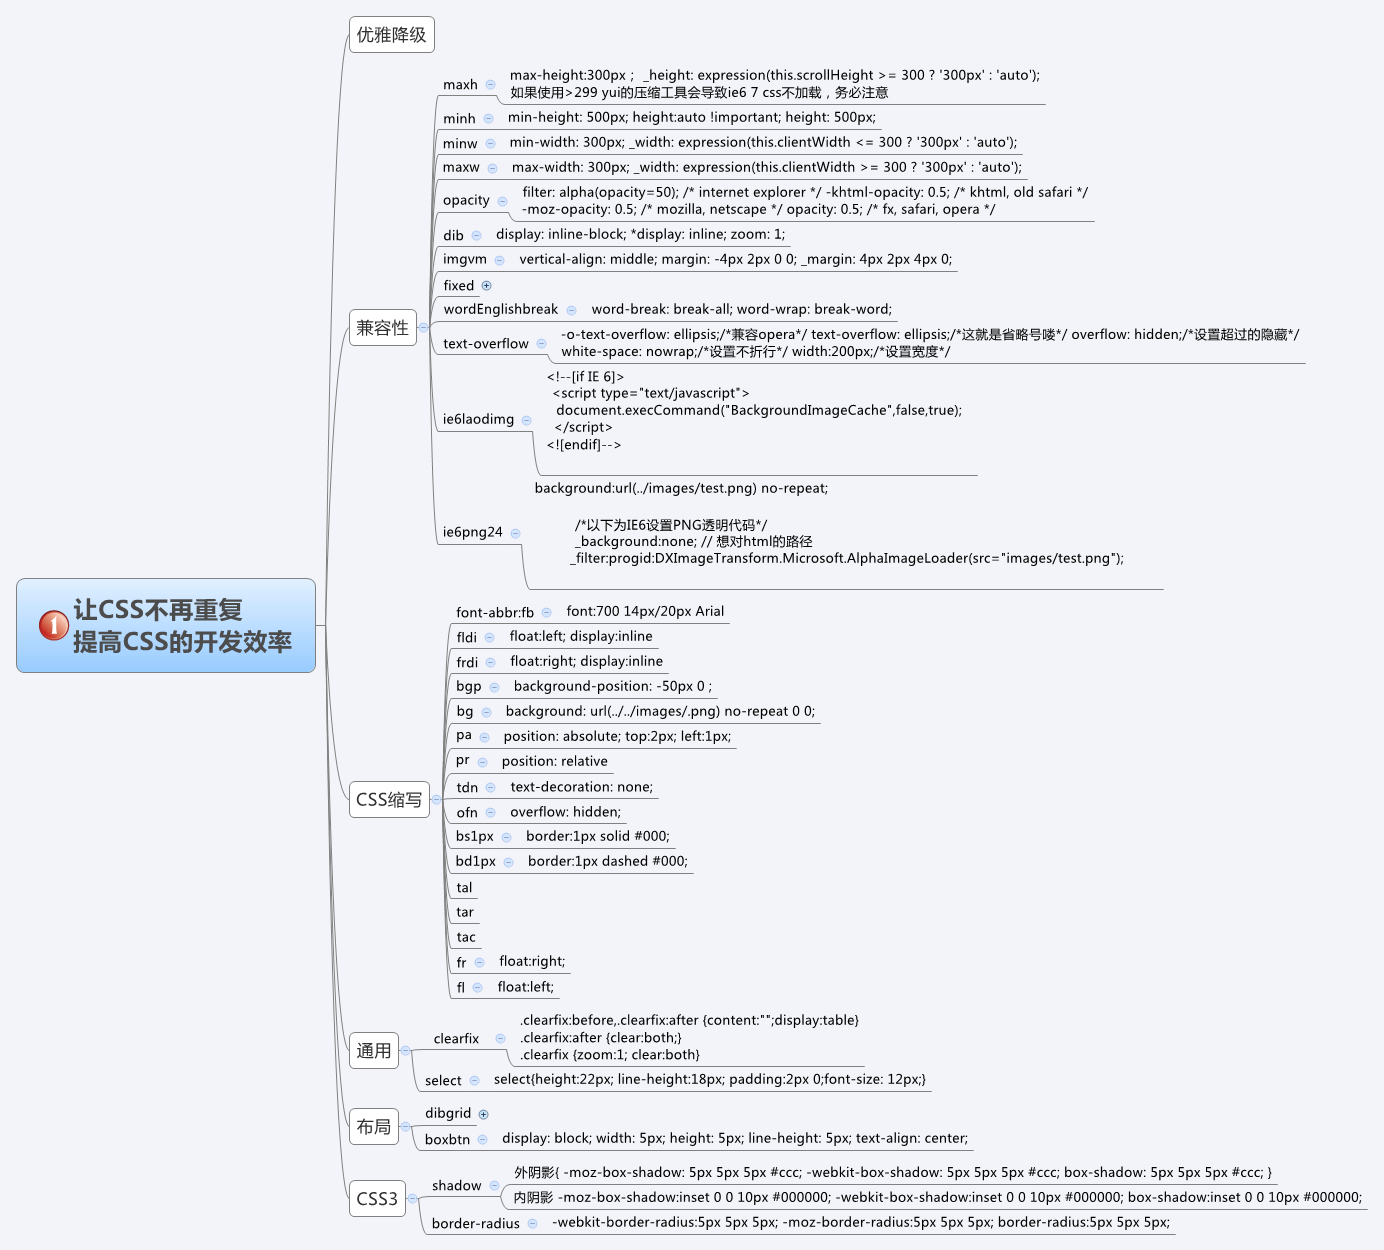 优雅降级
maxh
max-height:300px ; _height: expression(this.scrollHeight >= 300 ? '300px' : 'auto');
如果使用>299 yui的压缩工具会导致ie6 7 css不加载，务必注意
minh
min-height: 500px; height:auto !important; height: 500px;
minw
min-width: 300px; _width: expression(this.clientWidth <= 300 ? '300px' : 'auto');
maxw
max-width: 300px; _width: expression(this.clientWidth >= 300 ? '300px' : 'auto');
opacity
filter: alpha(opacity=50); /* internet explorer */ -khtml-opacity: 0.5; /* khtml, old safari */
-moz-opacity: 0.5; /* mozilla, netscape */ opacity: 0.5; /* fx, safari, opera */
dib
display: inline-block; *display: inline; zoom: 1;
imgvm
vertical-align: middle; margin: -4px 2px 0 0; _margin: 4px 2px 4px 0;
fixed
兼容性
wordEnglishbreak
word-break: break-all; word-wrap: break-word;
text-overflow
-o-text-overflow: ellipsis;/*兼容opera*/ text-overflow: ellipsis;/*这就是省略号喽*/ overflow: hidden;/*设置超过的隐藏*/
white-space: nowrap;/*设置不折行*/ width:200px;/*设置宽度*/
ie6laodimg
<!--[if IE 6]>
<script type="text/javascript">
document.execCommand("BackgroundImageCache",false,true);
</script>
<![endif]-->
ie6png24
background:url(../images/test.png) no-repeat;
/*以下为IE6设置PNG透明代码*/
_background:none; // 想对html的路径
_filter:progid:DXImageTransform.Microsoft.AlphaImageLoader(src="images/test.png");
1
让CSS不再重复
提高CSS的开发效率
font-abbr:fb
font:700 14px/20px Arial
fldi
float:left; display:inline
frdi
float:right; display:inline
bgp
background-position: -50px 0 ;
bg
background: url(../../images/.png) no-repeat 0 0;
pa
position: absolute; top:2px; left:1px;
pr
position: relative
tdn
text-decoration: none;
CSS缩写
ofn
overflow: hidden;
bs1px
border:1px solid #000;
bd1px
border:1px dashed #000;
tal
tar
tac
fr
float:right;
fl
float:left;
通用
clearfix
.clearfix:before,.clearfix:after {content:"";display:table}
.clearfix:after {clear:both;}
.clearfix {zoom:1; clear:both}
select
select{height:22px; line-height:18px; padding:2px 0;font-size: 12px;}
布局
dibgrid
boxbtn
display: block; width: 5px; height: 5px; line-height: 5px; text-align: center;
CSS3
shadow
外阴影{ -moz-box-shadow: 5px 5px 5px #ccc; -webkit-box-shadow: 5px 5px 5px #ccc; box-shadow: 5px 5px 5px #ccc; }
内阴影 -moz-box-shadow:inset 0 0 10px #000000; -webkit-box-shadow:inset 0 0 10px #000000; box-shadow:inset 0 0 10px #000000;
border-radius
-webkit-border-radius:5px 5px 5px; -moz-border-radius:5px 5px 5px; border-radius:5px 5px 5px;